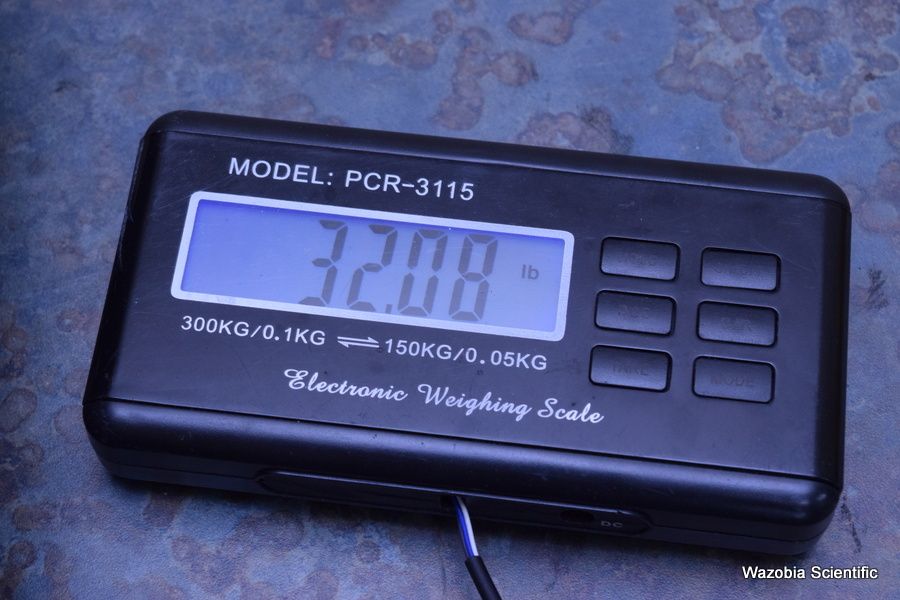 MODEL: PCR-3115
32.08 lb
300KG/0.1KG ⇌ 150KG/0.05KG
Electronic Weighing Scale
TARE MODE
DC
Wazobia Scientific